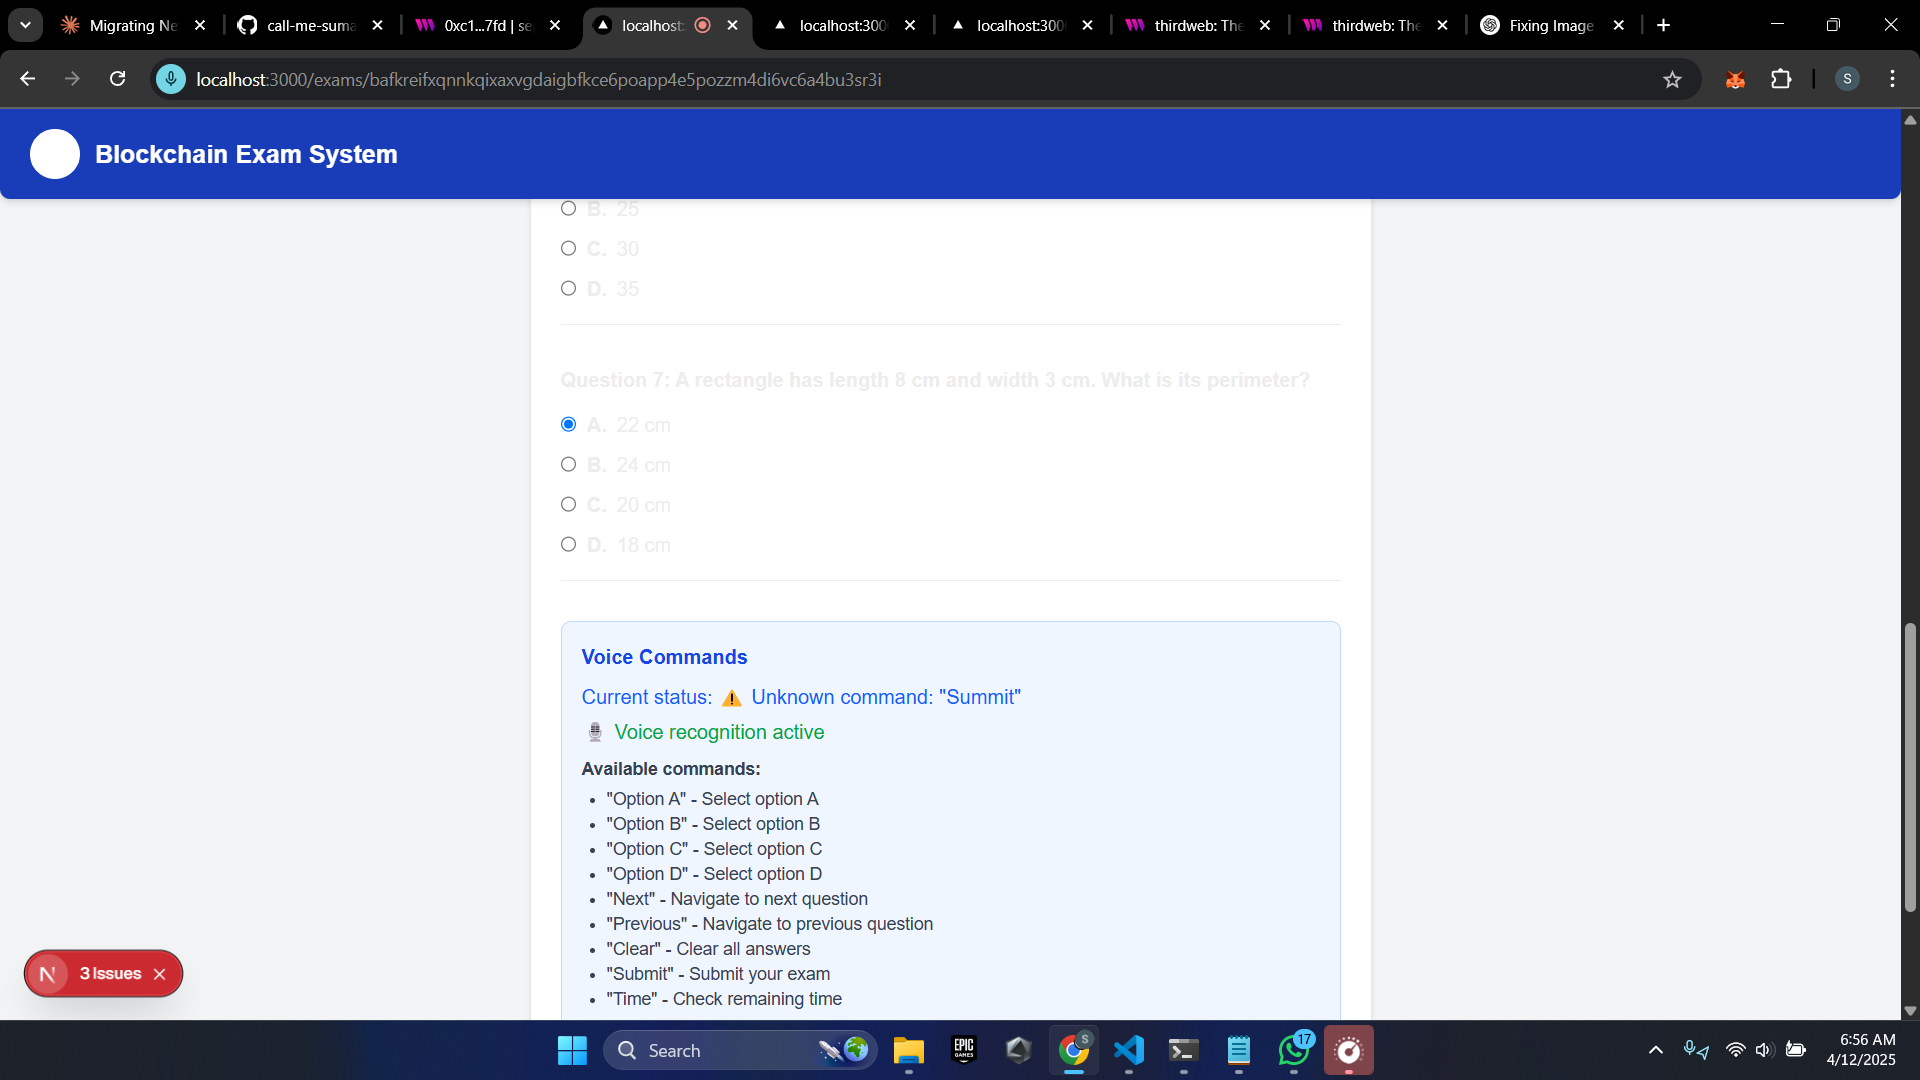 Migrating Ne
call-me-suma
0xc1...7fd | se
localhost:
localhost:300
localhost:300
thirdweb: The
thirdweb: The
Fixing Image
localhost:3000/exams/bafkreifxqnnkqixaxvgdaigbfkce6poapp4e5pozzm4di6vc6a4bu3sr3i
S
Blockchain Exam System
B. 25
C. 30
D. 35
Question 7: A rectangle has length 8 cm and width 3 cm. What is its perimeter?
A. 22 cm
B. 24 cm
C. 20 cm
D. 18 cm
Voice Commands
Current status: ⚠️ Unknown command: "Summit"
🎙️ Voice recognition active
Available commands:
• "Option A" - Select option A
• "Option B" - Select option B
• "Option C" - Select option C
• "Option D" - Select option D
• "Next" - Navigate to next question
• "Previous" - Navigate to previous question
• "Clear" - Clear all answers
• "Submit" - Submit your exam
• "Time" - Check remaining time
N 3 Issues
Search
EPIC GAMES
S
17
6:56 AM
4/12/2025